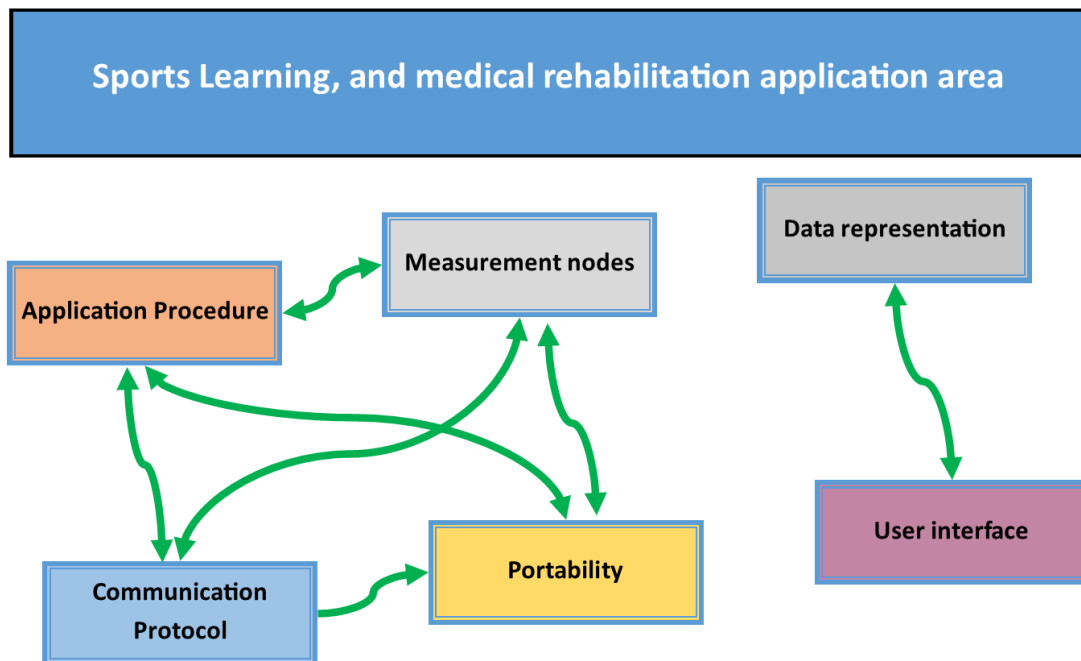 Sports Learning, and medical rehabilitation application area
Data representation
Measurement nodes
Application Procedure
User interface
Portability
Communication
Protocol